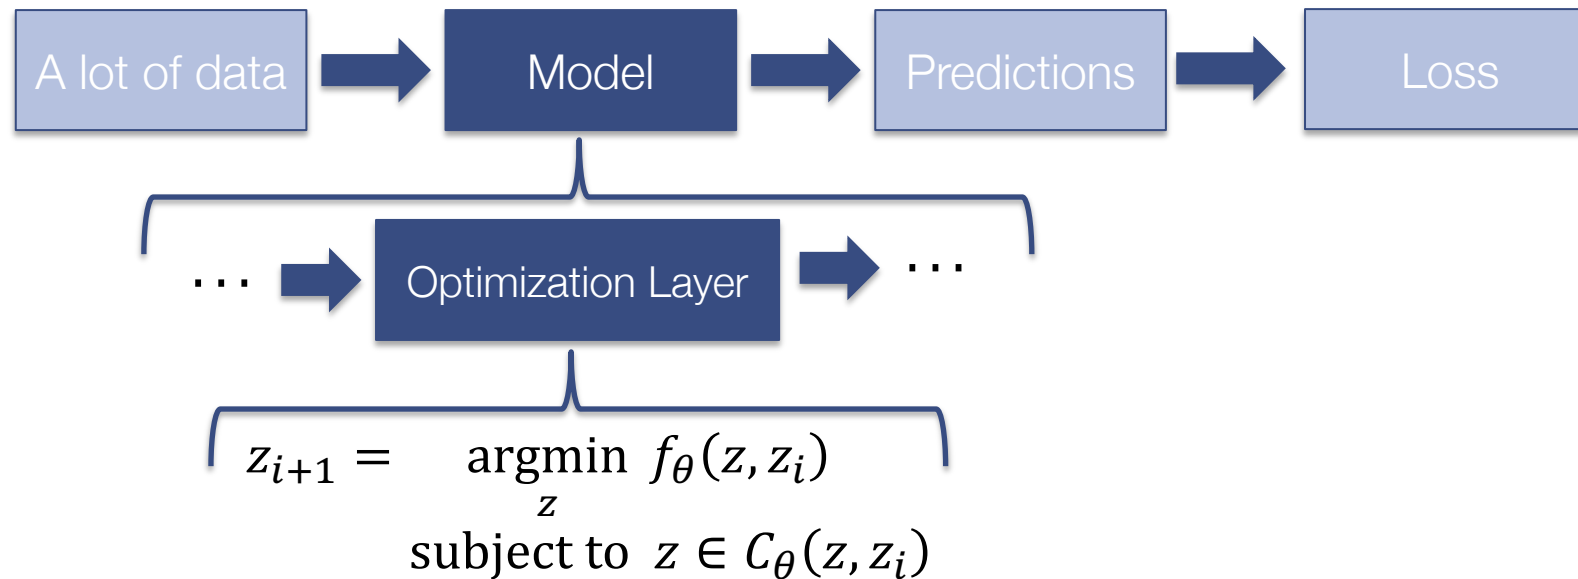 A lot of data Model Predictions Loss
⋯ Optimization Layer ⋯
z_{i+1} = argmin f_θ(z, z_i)
z
subject to z ∈ C_θ(z, z_i)